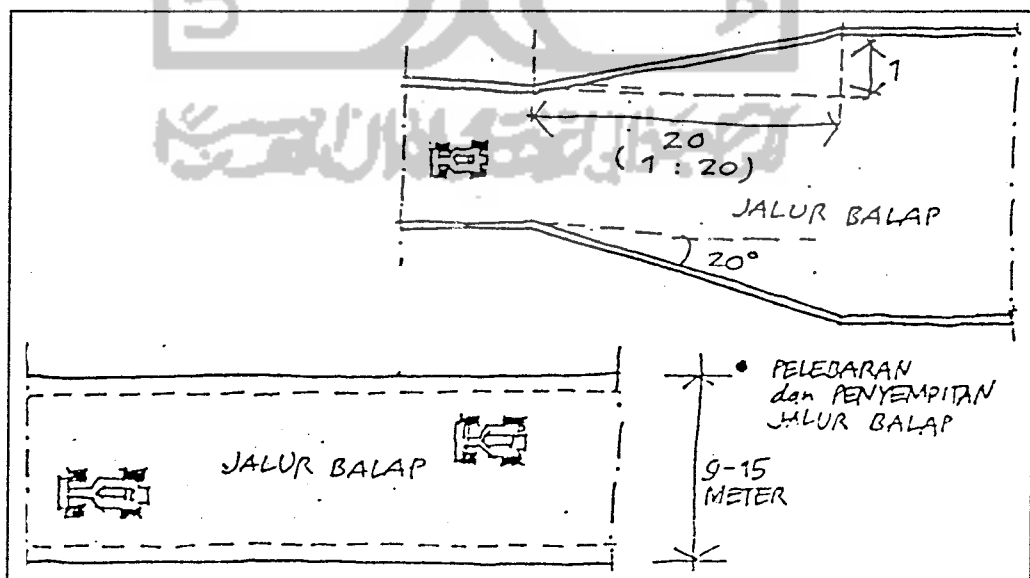 1
20
( 1 : 20)
JALUR BALAP
20°
• PELEBARAN
dan PENYEMPITAN
JALUR BALAP
JALUR BALAP
9-15
METER